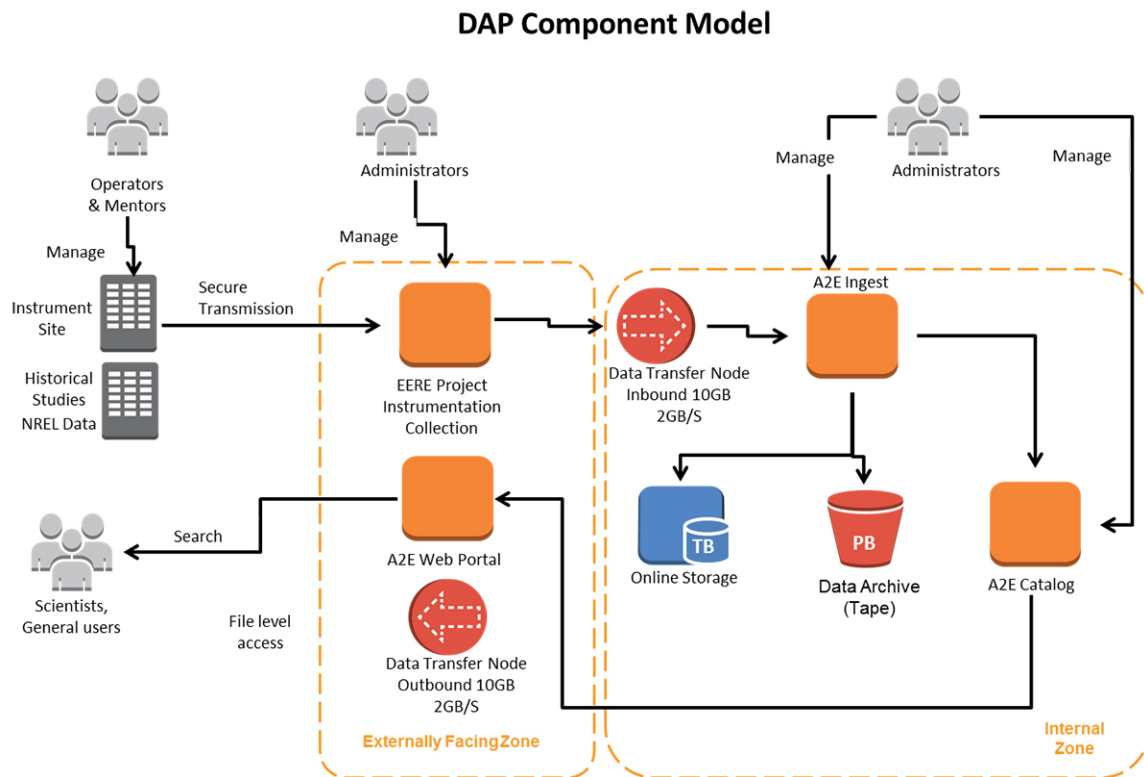 DAP Component Model
Operators
& Mentors
Manage
Instrument
Site
Historical
Studies
NREL Data
Secure
Transmission
Administrators
Manage
EERE Project
Instrumentation
Collection
Data Transfer Node
Inbound 10GB
2GB/S
Administrators
Manage
Manage
A2E Ingest
TB
Online Storage
PB
Data Archive
(Tape)
A2E Catalog
A2E Web Portal
Search
Scientists,
General users
File level
access
Data Transfer Node
Outbound 10GB
2GB/S
Externally FacingZone
Internal
Zone